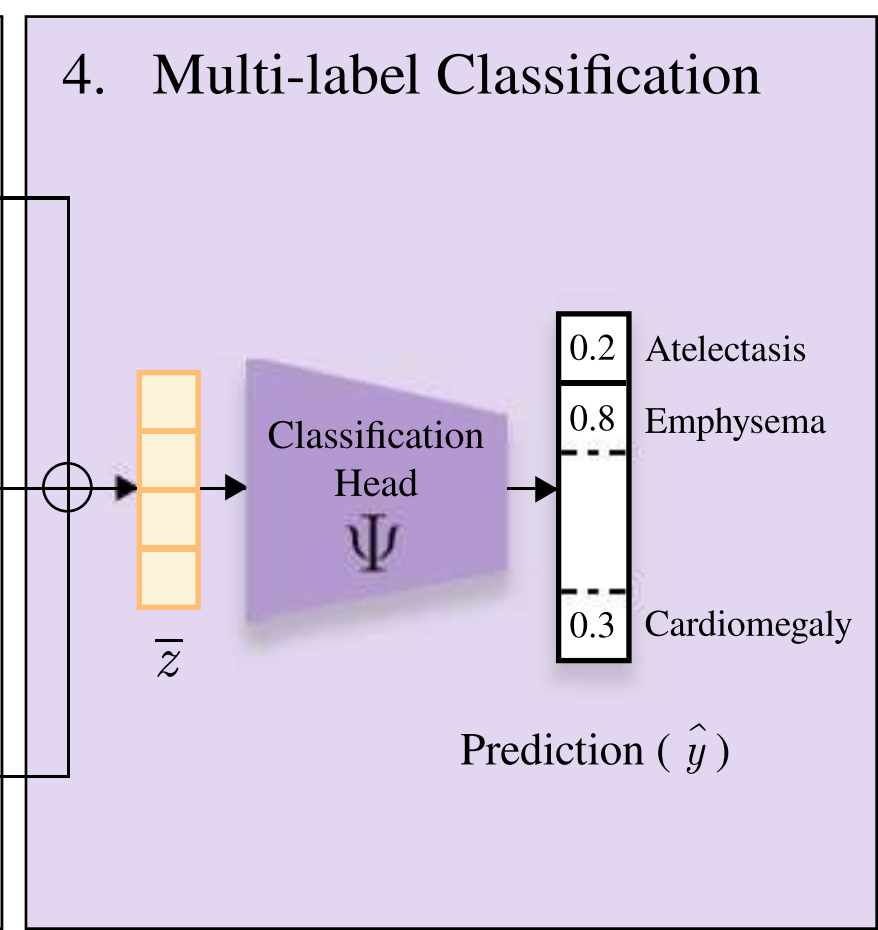 4. Multi-label Classification
0.2 Atelectasis
0.8 Emphysema
Classification
Head
Ψ
0.3 Cardiomegaly
z̅
Prediction ( ŷ )